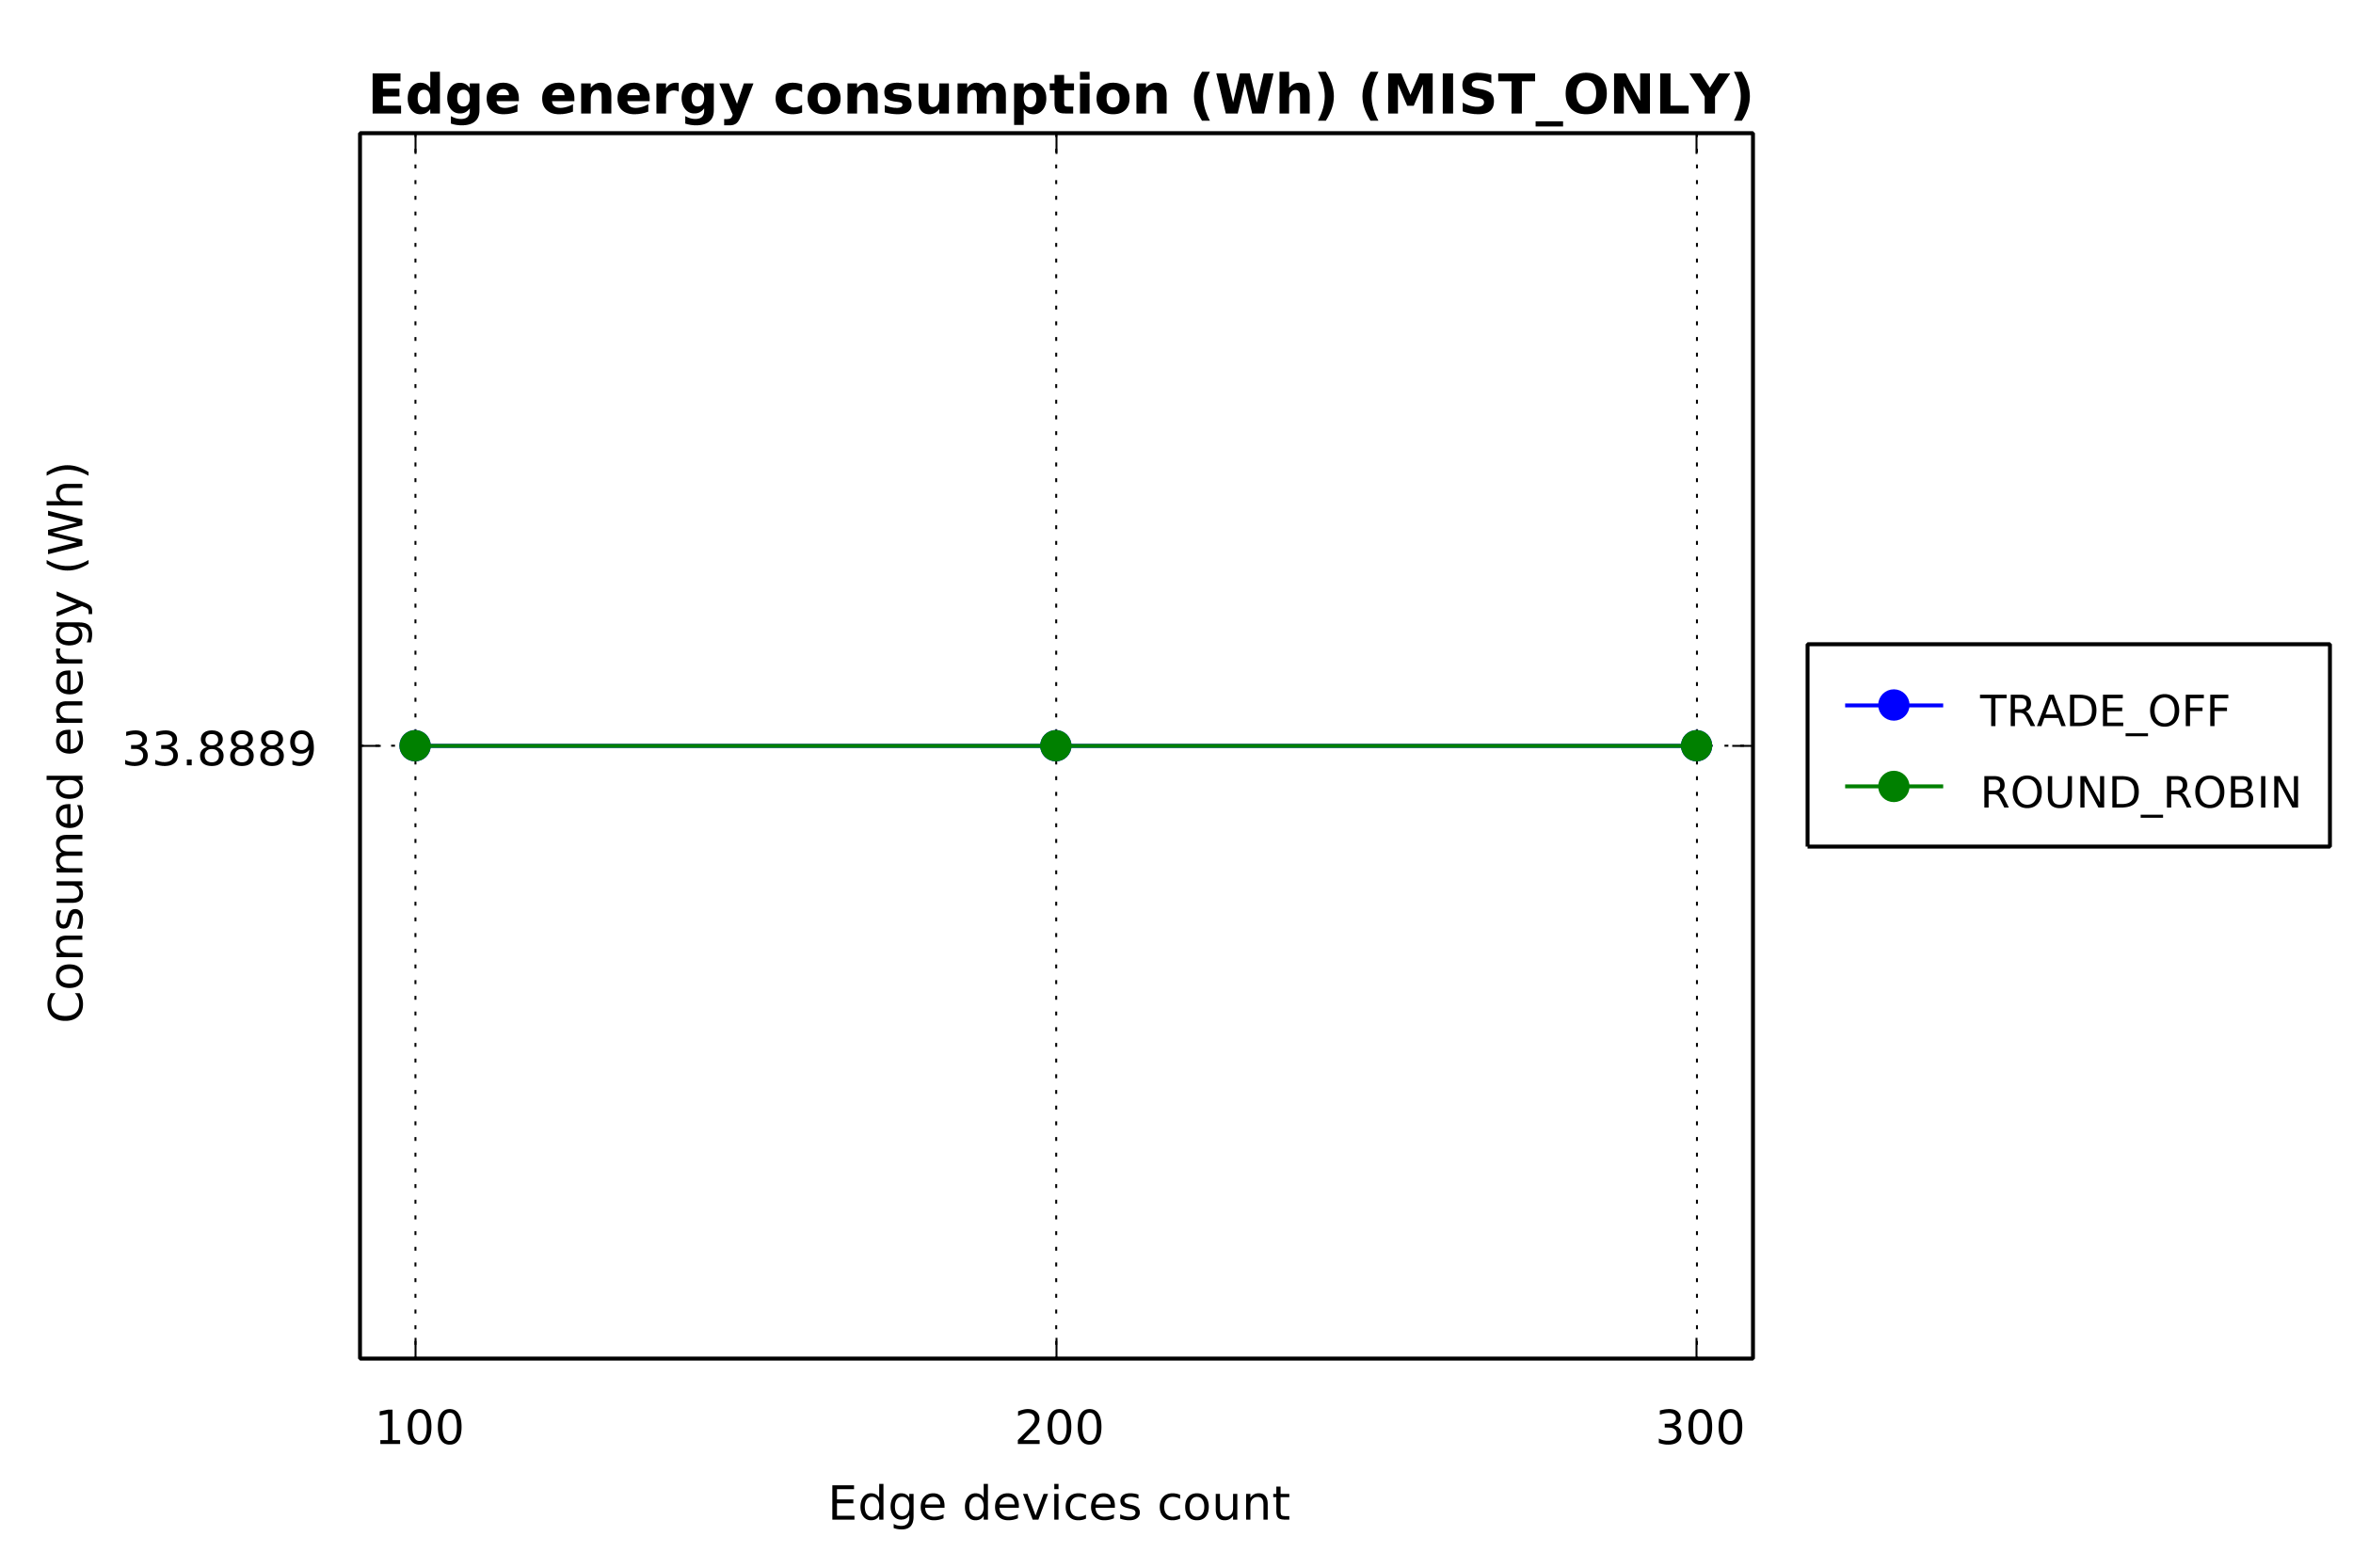 Edge energy consumption (Wh) (MIST_ONLY)
Consumed energy (Wh)
33.8889
100
200
300
Edge devices count
TRADE_OFF
ROUND_ROBIN